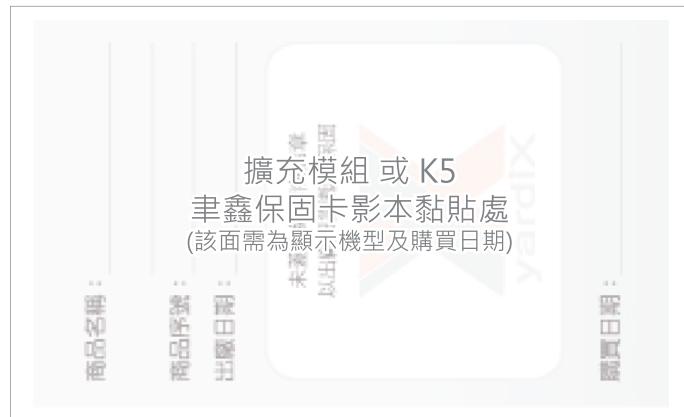 擴充模組 或 K5
聿鑫保固卡影本黏貼處
(該面需為顯示機型及購買日期)
商品名稱：
商品序號：
出廠日期：
yardix
購買日期：